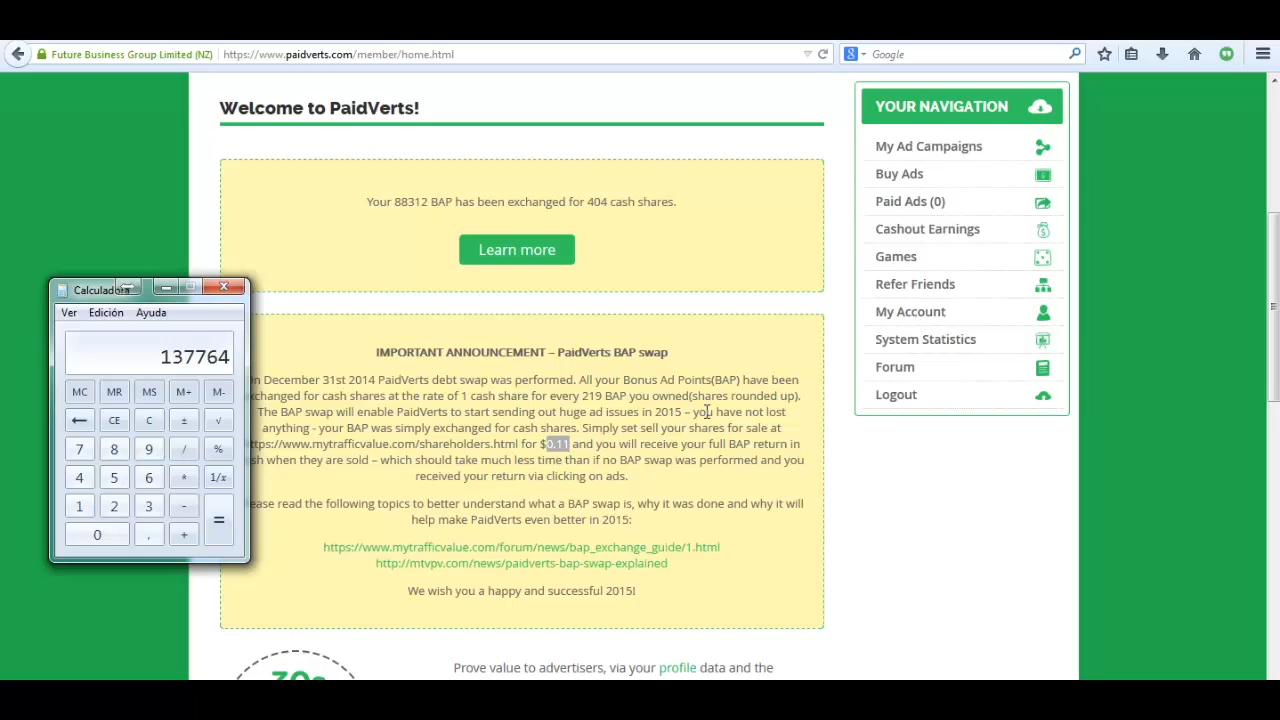 Future Business Group Limited (NZ)
https://www.paidverts.com/member/home.html
Google
Welcome to PaidVerts!
Your 88312 BAP has been exchanged for 404 cash shares.
Learn more
IMPORTANT ANNOUNCEMENT – PaidVerts BAP swap
n December 31st 2014 PaidVerts debt swap was performed. All your Bonus Ad Points(BAP) have been
changed for cash shares at the rate of 1 cash share for every 219 BAP you owned(shares rounded up).
The BAP swap will enable PaidVerts to start sending out huge ad issues in 2015 – you have not lost
anything - your BAP was simply exchanged for cash shares. Simply set sell your shares for sale at
ttps://www.mytrafficvalue.com/shareholders.html for $0.11 and you will receive your full BAP return in
sh when they are sold – which should take much less time than if no BAP swap was performed and you
received your return via clicking on ads.
ease read the following topics to better understand what a BAP swap is, why it was done and why it will
help make PaidVerts even better in 2015:
https://www.mytrafficvalue.com/forum/news/bap_exchange_guide/1.html
http://mtvpv.com/news/paidverts-bap-swap-explained
We wish you a happy and successful 2015!
Prove value to advertisers, via your profile data and the
YOUR NAVIGATION
My Ad Campaigns
Buy Ads
Paid Ads (0)
Cashout Earnings
Games
Refer Friends
My Account
System Statistics
Forum
Logout
Calculadora
Ver Edición Ayuda
137764
MC MR MS M+ M-
← CE C ± √
7 8 9 / %
4 5 6 * 1/x
1 2 3 - =
0 , +